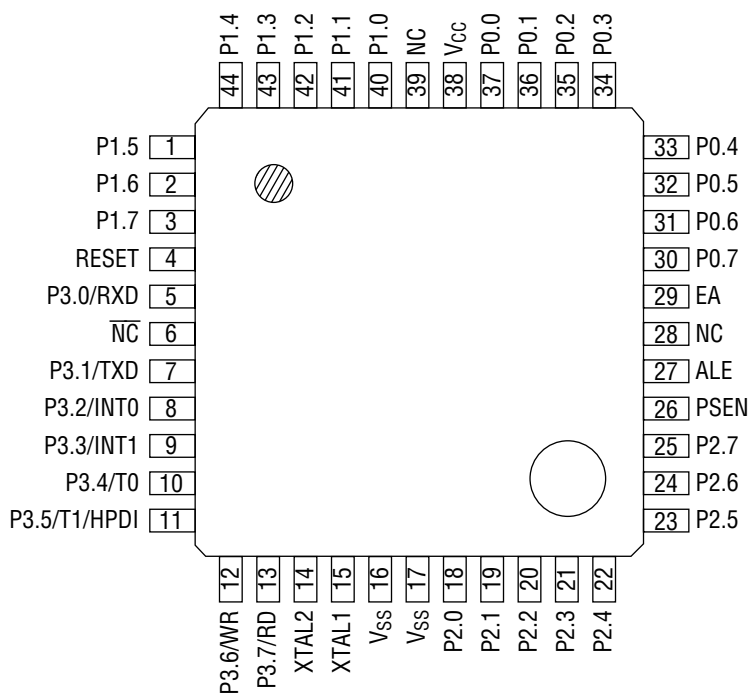 P1.4
P1.3
P1.2
P1.1
P1.0
NC
VCC
P0.0
P0.1
P0.2
P0.3
44
43
42
41
40
39
38
37
36
35
34
P1.5 1
P1.6 2
P1.7 3
RESET 4
P3.0/RXD 5
N̅C̅ 6
P3.1/TXD 7
P3.2/INT0 8
P3.3/INT1 9
P3.4/T0 10
P3.5/T1/HPDI 11
33 P0.4
32 P0.5
31 P0.6
30 P0.7
29 EA
28 NC
27 ALE
26 PSEN
25 P2.7
24 P2.6
23 P2.5
12
13
14
15
16
17
18
19
20
21
22
P3.6/WR
P3.7/RD
XTAL2
XTAL1
VSS
VSS
P2.0
P2.1
P2.2
P2.3
P2.4